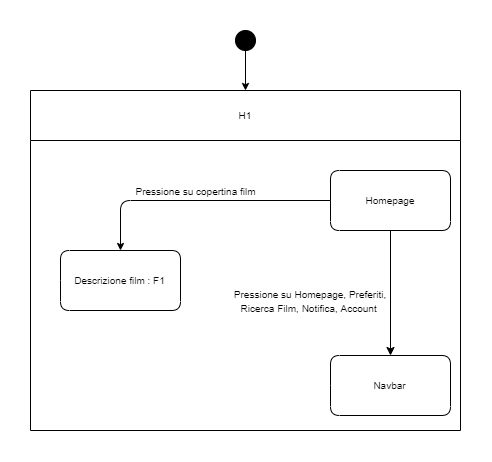 H1
Pressione su copertina film
Homepage
Descrizione film : F1
Pressione su Homepage, Preferiti,
Ricerca Film, Notifica, Account
Navbar